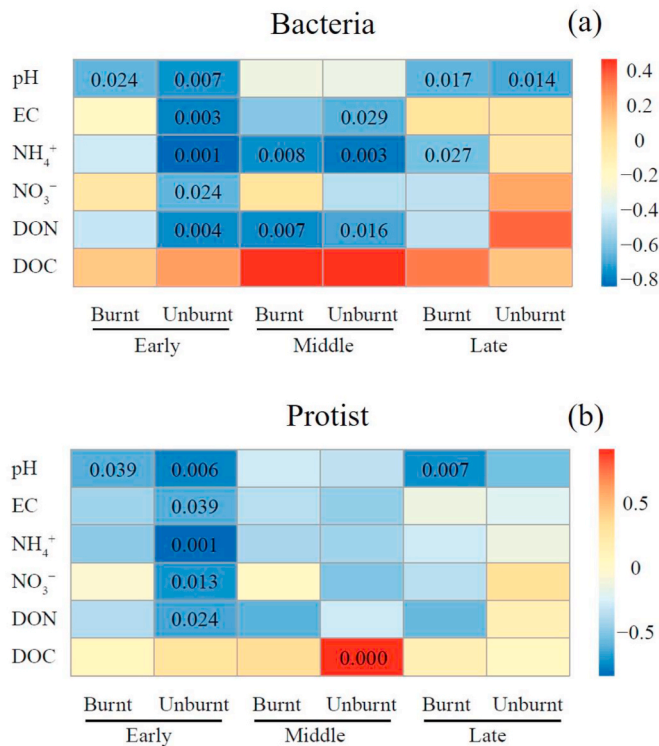 Bacteria (a)
pH 0.024 0.007 0.017 0.014
EC 0.003 0.029
NH₄⁺ 0.001 0.008 0.003 0.027
NO₃⁻ 0.024
DON 0.004 0.007 0.016
DOC
0.4
0.2
0
−0.2
−0.4
−0.6
−0.8
Burnt Unburnt Burnt Unburnt Burnt Unburnt
Early Middle Late
Protist (b)
pH 0.039 0.006 0.007
EC 0.039
NH₄⁺ 0.001
NO₃⁻ 0.013
DON 0.024
DOC 0.000
0.5
0
−0.5
Burnt Unburnt Burnt Unburnt Burnt Unburnt
Early Middle Late